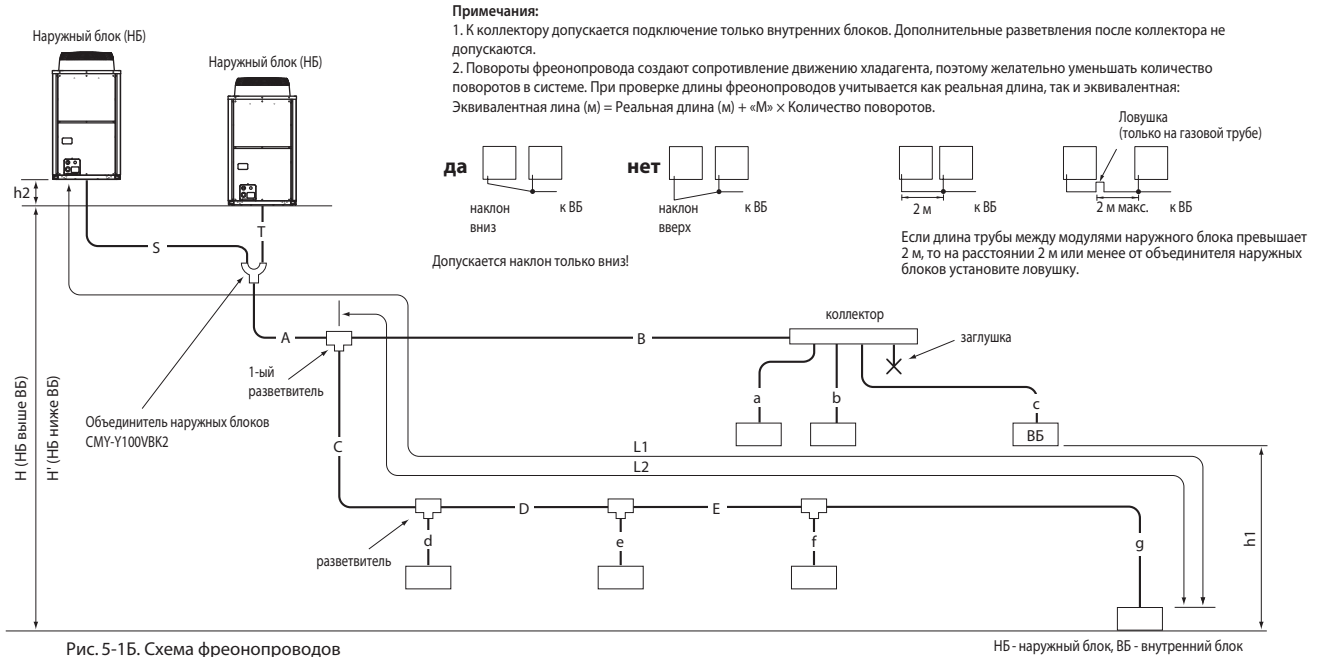 Примечания:
1. К коллектору допускается подключение только внутренних блоков. Дополнительные разветвления после коллектора не
допускаются.
2. Повороты фреонопровода создают сопротивление движению хладагента, поэтому желательно уменьшать количество
поворотов в системе. При проверке длины фреонопроводов учитывается как реальная длина, так и эквивалентная:
Эквивалентная лина (м) = Реальная длина (м) + «М» × Количество поворотов.
Наружный блок (НБ)
Наружный блок (НБ)
Ловушка
(только на газовой трубе)
да
наклон
вниз
к ВБ
нет
наклон
вверх
к ВБ
2 м
к ВБ
2 м макс.
к ВБ
Допускается наклон только вниз!
Если длина трубы между модулями наружного блока превышает
2 м, то на расстоянии 2 м или менее от объединителя наружных
блоков установите ловушку.
h2
S
T
A
B
коллектор
заглушка
1-ый
разветвитель
Объединитель наружных блоков
CMY-Y100VBK2
H (НБ выше ВБ)
H' (НБ ниже ВБ)
a
b
c
ВБ
C
L1
L2
D
E
разветвитель
d
e
f
g
h1
Рис. 5-1Б. Схема фреонопроводов
НБ - наружный блок, ВБ - внутренний блок